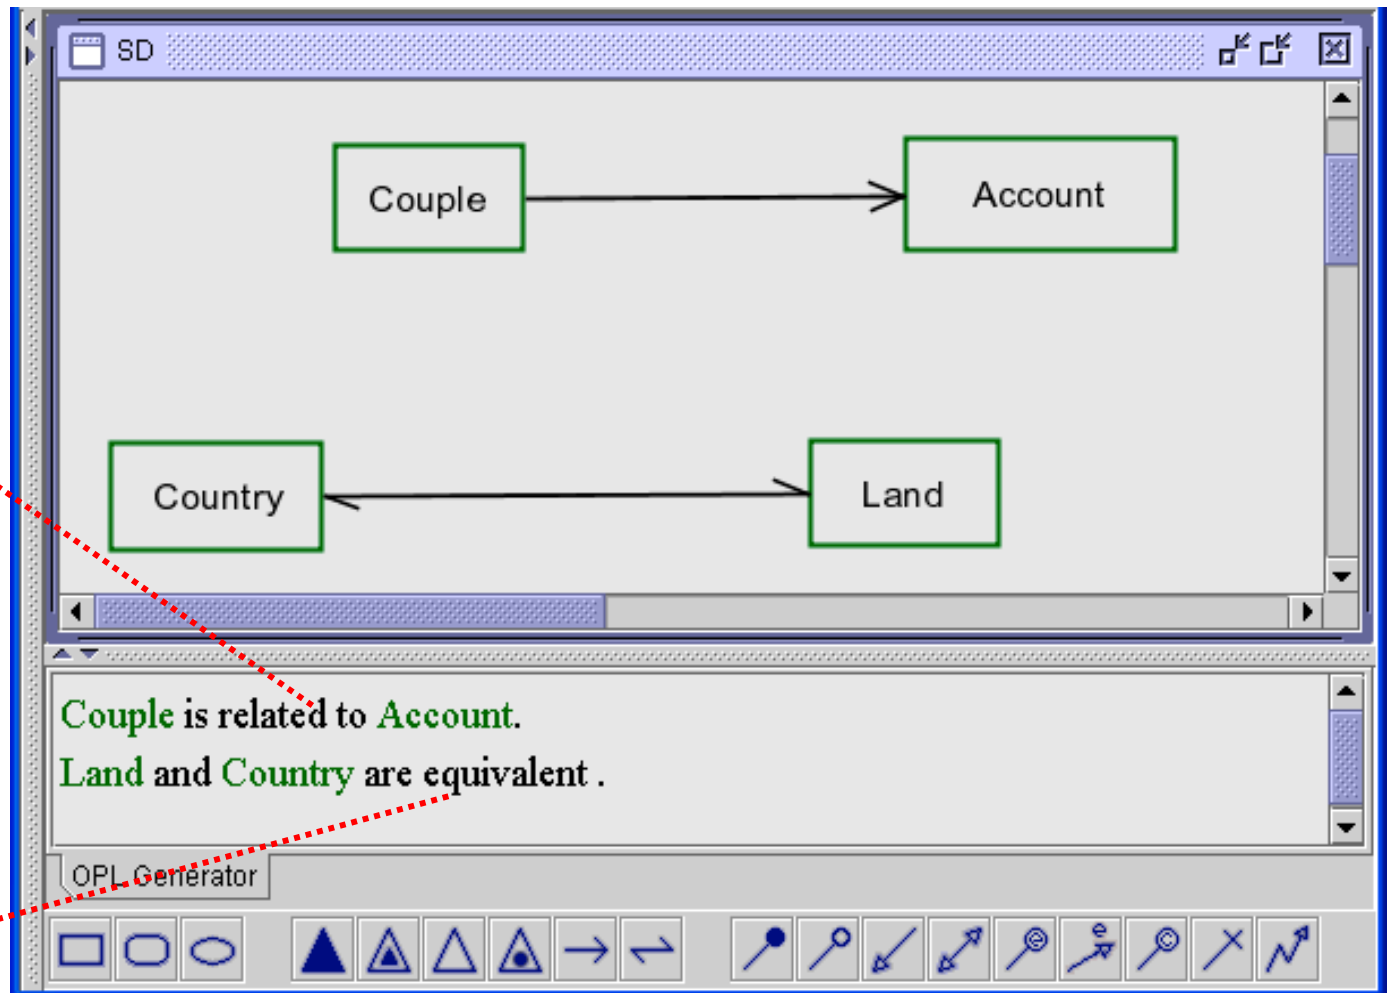 SD
Couple
Account
Country
Land
Couple is related to Account.
Land and Country are equivalent .
OPL Generator
e
e
C